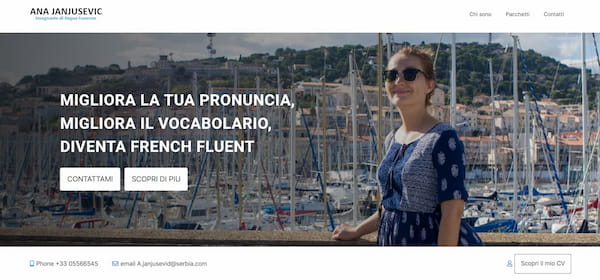 ANA JANJUSEVIC
Insegnante di lingua francese
Chi sono
Pacchetti
Contatti
MIGLIORA LA TUA PRONUNCIA,
MIGLIORA IL VOCABOLARIO,
DIVENTA FRENCH FLUENT
CONTATTAMI
SCOPRI DI PIU
Phone +33 05566545
email A.janjusevid@serbia.com
Scopri il mio CV